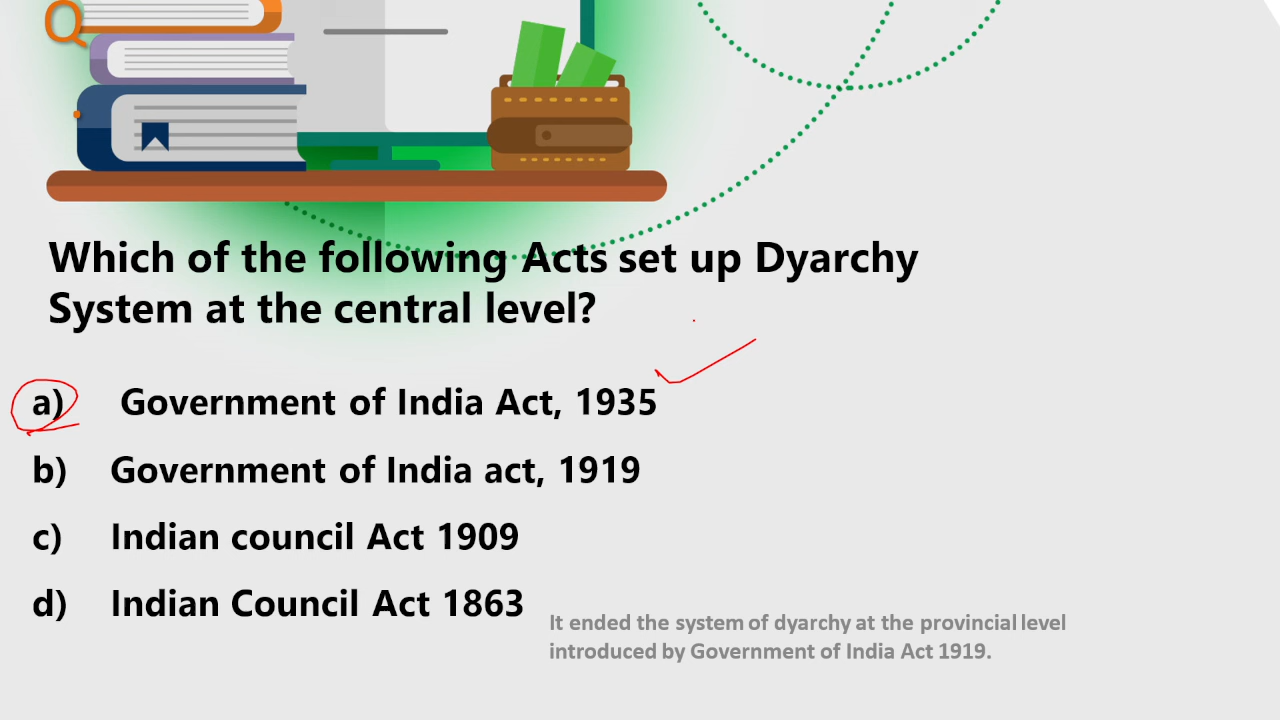 Q
Which of the following Acts set up Dyarchy
System at the central level?
a) Government of India Act, 1935
b) Government of India act, 1919
c) Indian council Act 1909
d) Indian Council Act 1863
It ended the system of dyarchy at the provincial level
introduced by Government of India Act 1919.